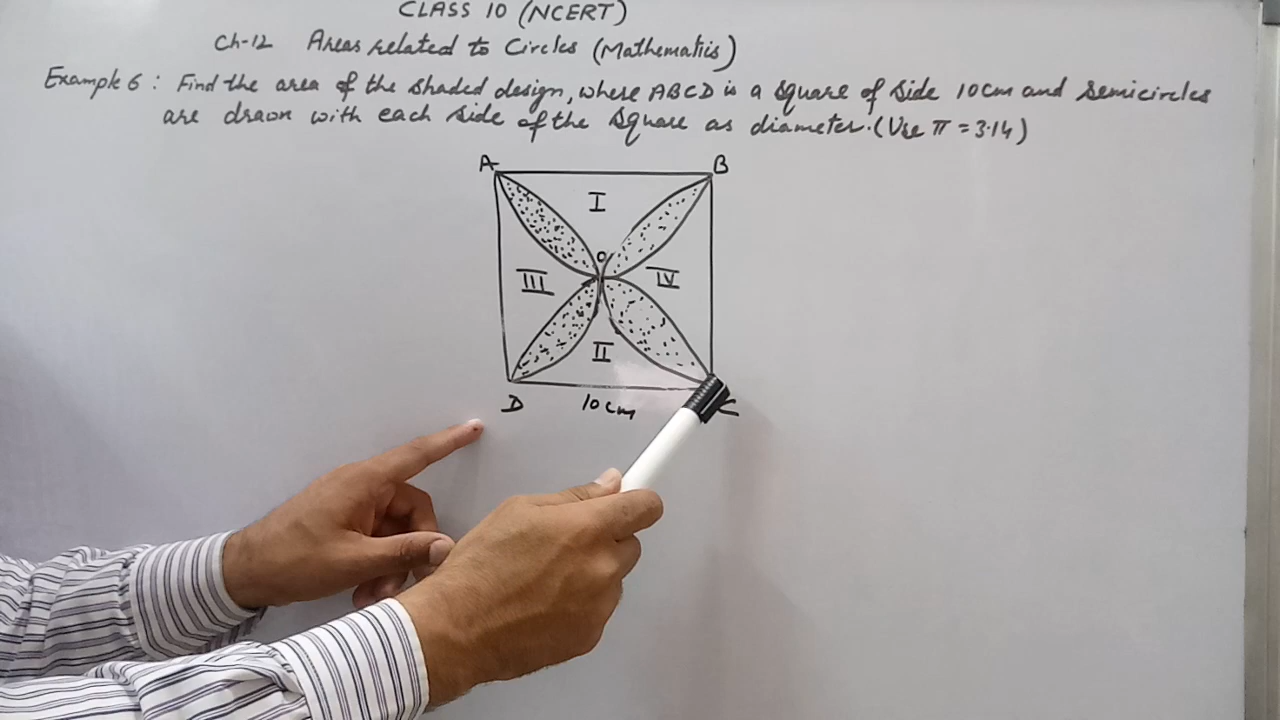 CLASS 10 (NCERT)
Ch-12 Areas related to Circles (Mathematics)
Example 6 : Find the area of the shaded design, where ABCD is a square of side 10cm and semicircles
are drawn with each side of the square as diameter. (Use π = 3.14)
A B
I
O
III IV
II
D 10cm C